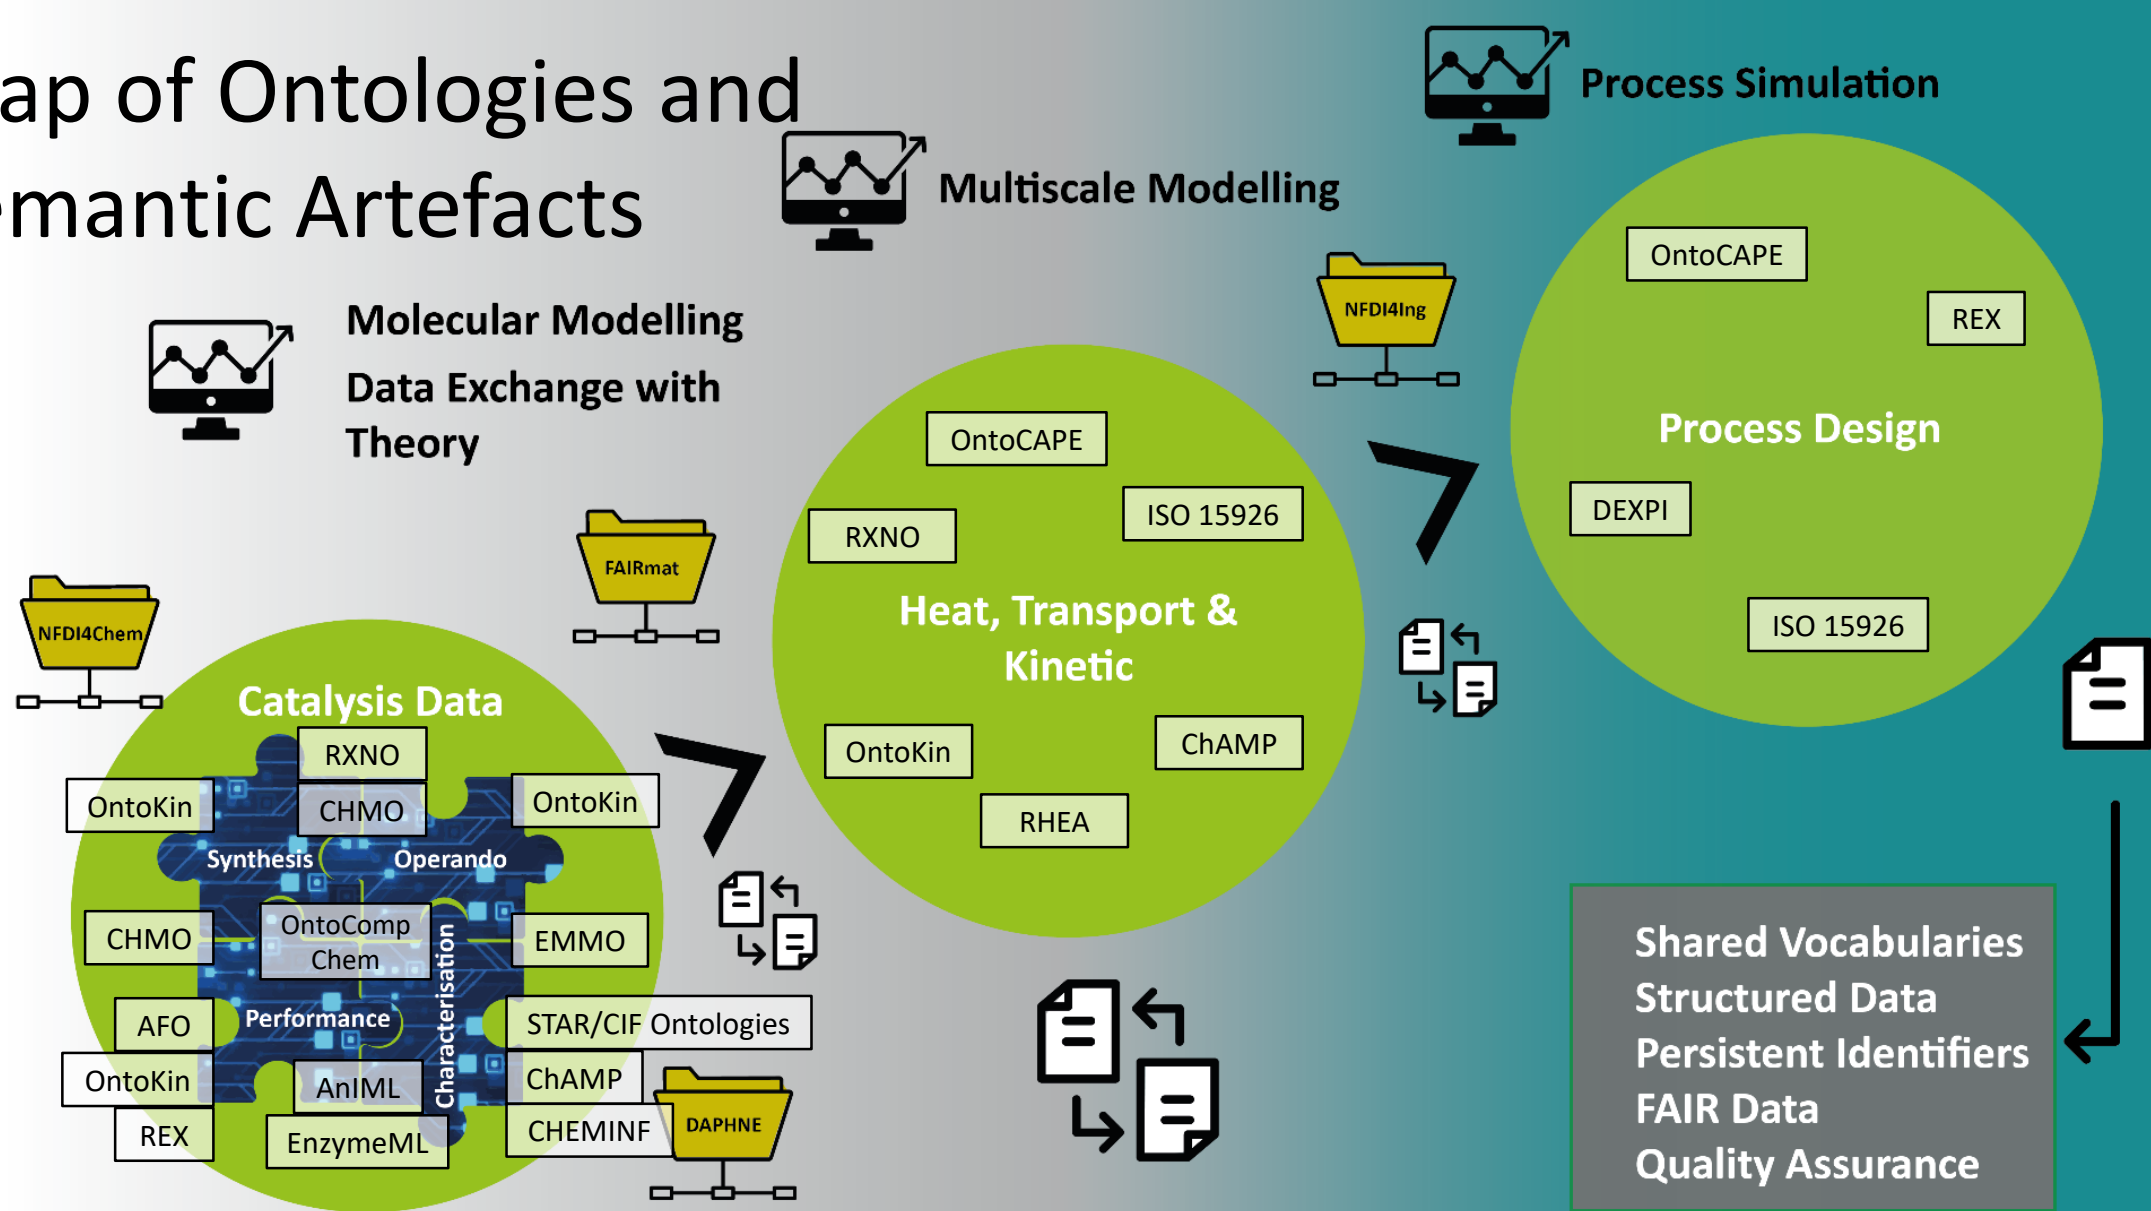 ap of Ontologies and
emantic Artefacts
Process Simulation
Multiscale Modelling
Molecular Modelling
Data Exchange with
Theory
NFDI4Chem
FAIRmat
NFDI4Ing
DAPHNE
Catalysis Data
RXNO
CHMO
OntoKin
OntoKin
Synthesis
Operando
CHMO
OntoComp
Chem
EMMO
Characterisation
AFO
Performance
STAR/CIF Ontologies
OntoKin
AnIML
ChAMP
REX
EnzymeML
CHEMINF
OntoCAPE
ISO 15926
RXNO
Heat, Transport &
Kinetic
OntoKin
ChAMP
RHEA
OntoCAPE
REX
Process Design
DEXPI
ISO 15926
Shared Vocabularies
Structured Data
Persistent Identifiers
FAIR Data
Quality Assurance